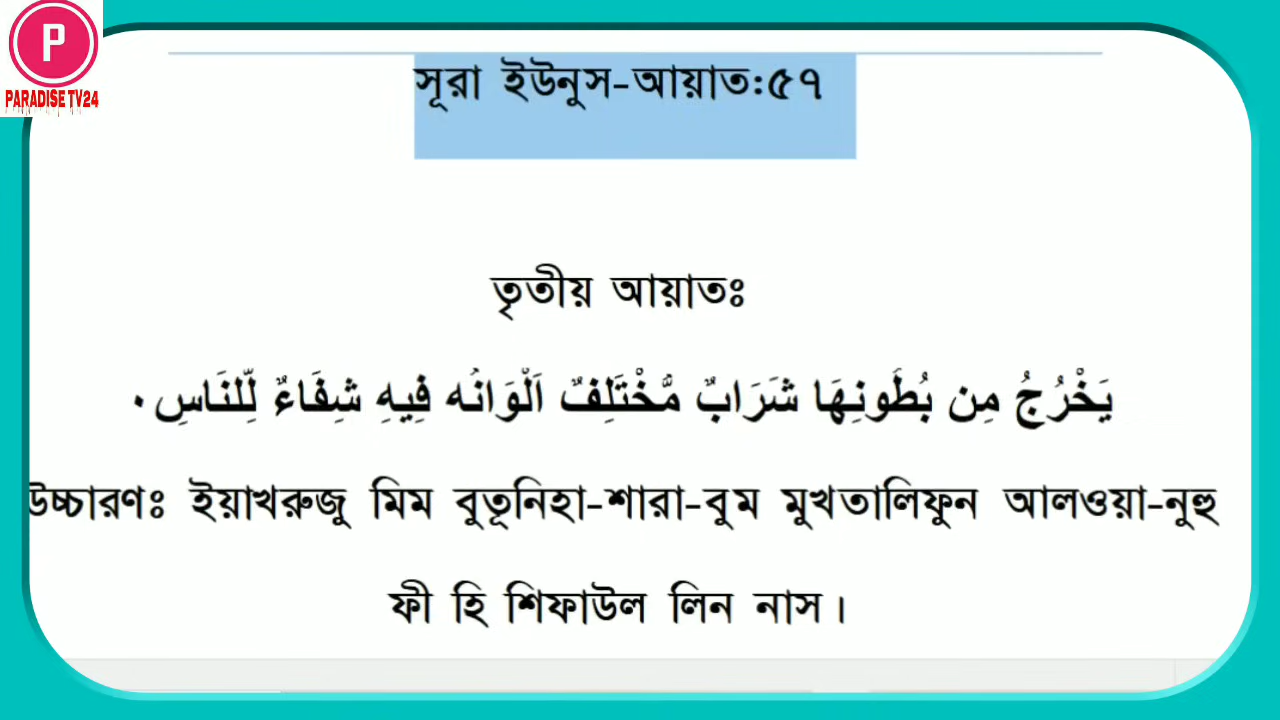 P
PARADISE TV24
সূরা ইউনুস-আয়াত:৫৭
তৃতীয় আয়াতঃ
يَخْرُجُ مِن بُطُونِهَا شَرَابٌ مُّخْتَلِفٌ اَلْوَانُه فِيهِ شِفَاءٌ لِّلنَاسِ٠
উচ্চারণঃ ইয়াখরুজু মিম বুতূনিহা-শারা-বুম মুখতালিফুন আলওয়া-নুহু
ফী হি শিফাউল লিন নাস।